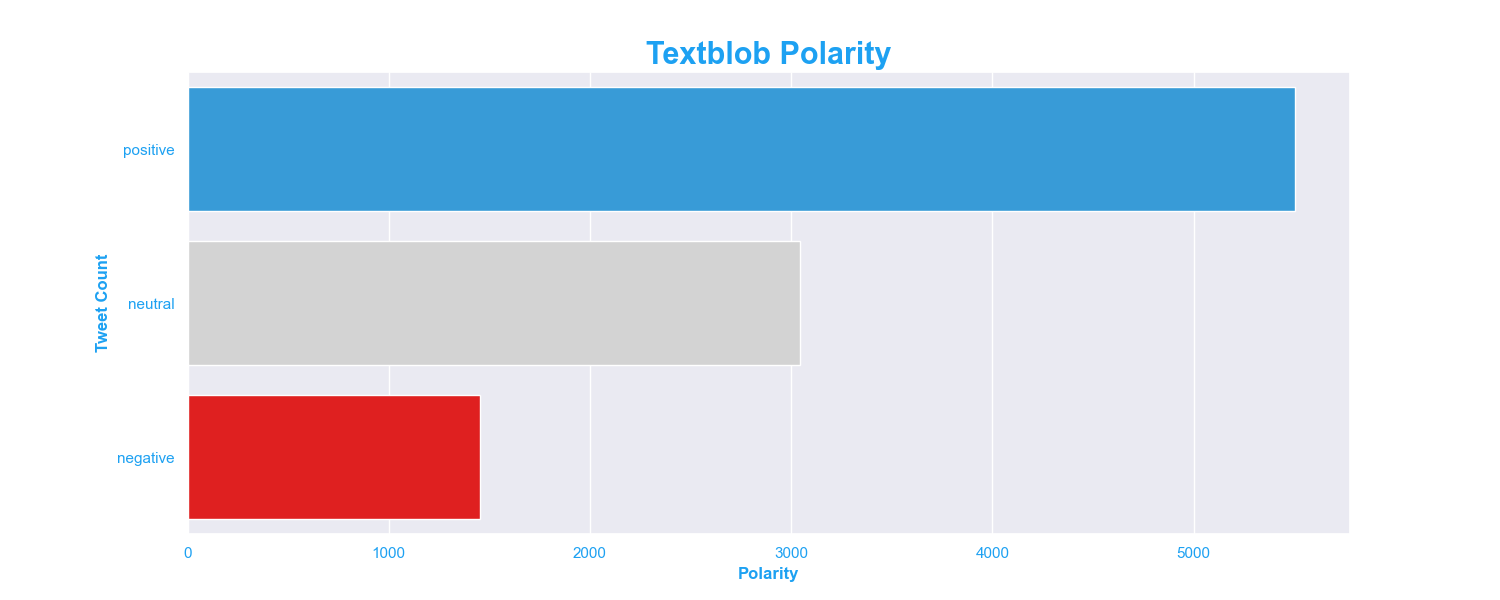 Textblob Polarity
positive
neutral
negative
Tweet Count
0 1000 2000 3000 4000 5000
Polarity